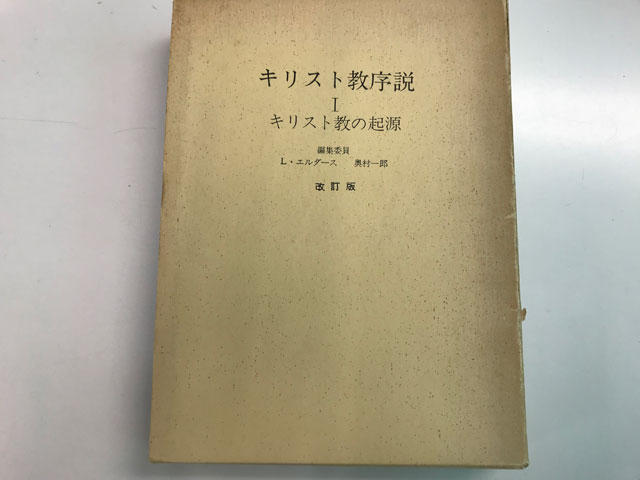 キリスト教序説
I
キリスト教の起源
編集委員
L・エルダース 奥村一郎
改訂版